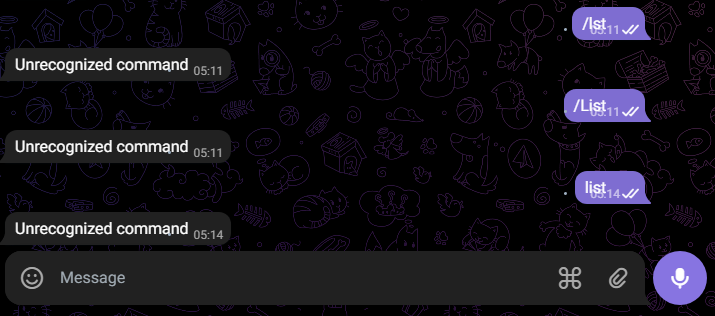 /lst
05:11
Unrecognized command 05:11
/List
05:11
Unrecognized command 05:11
list
05:14
Unrecognized command 05:14
Message